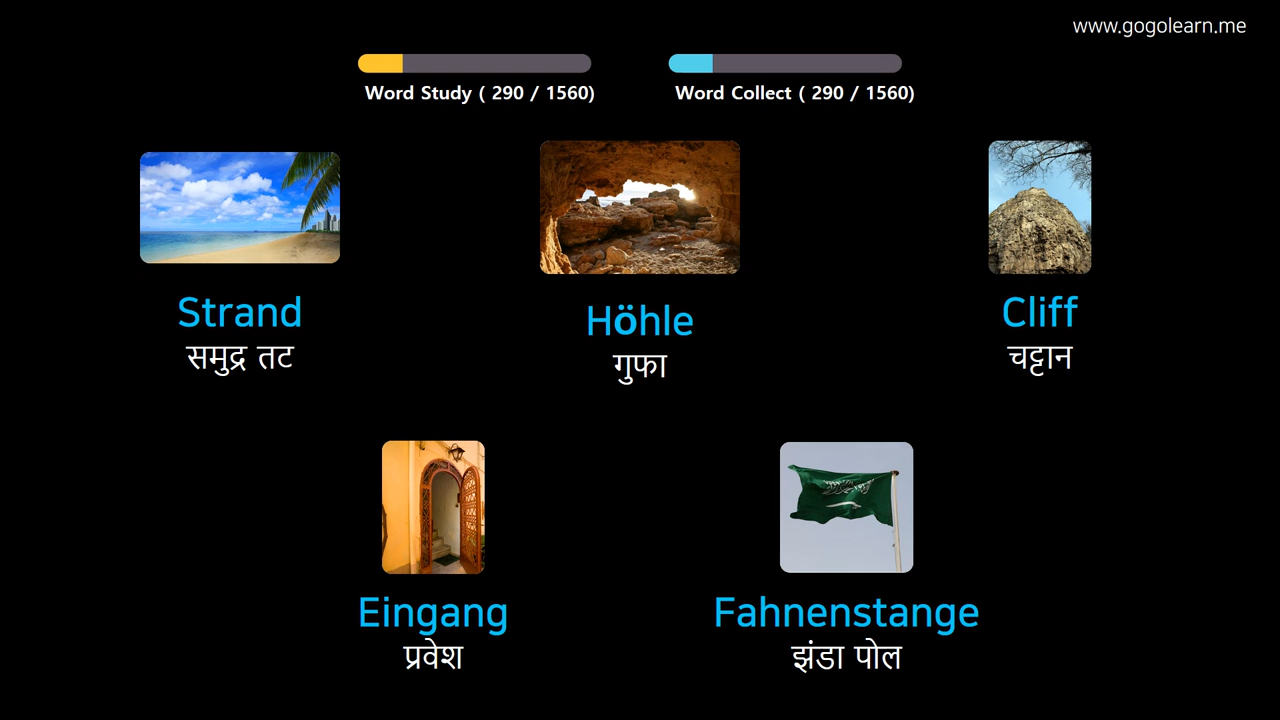 www.gogolearn.me
Word Study ( 290 / 1560)
Word Collect ( 290 / 1560)
Strand
समुद्र तट
Höhle
गुफा
Cliff
चट्टान
Eingang
प्रवेश
Fahnenstange
झंडा पोल